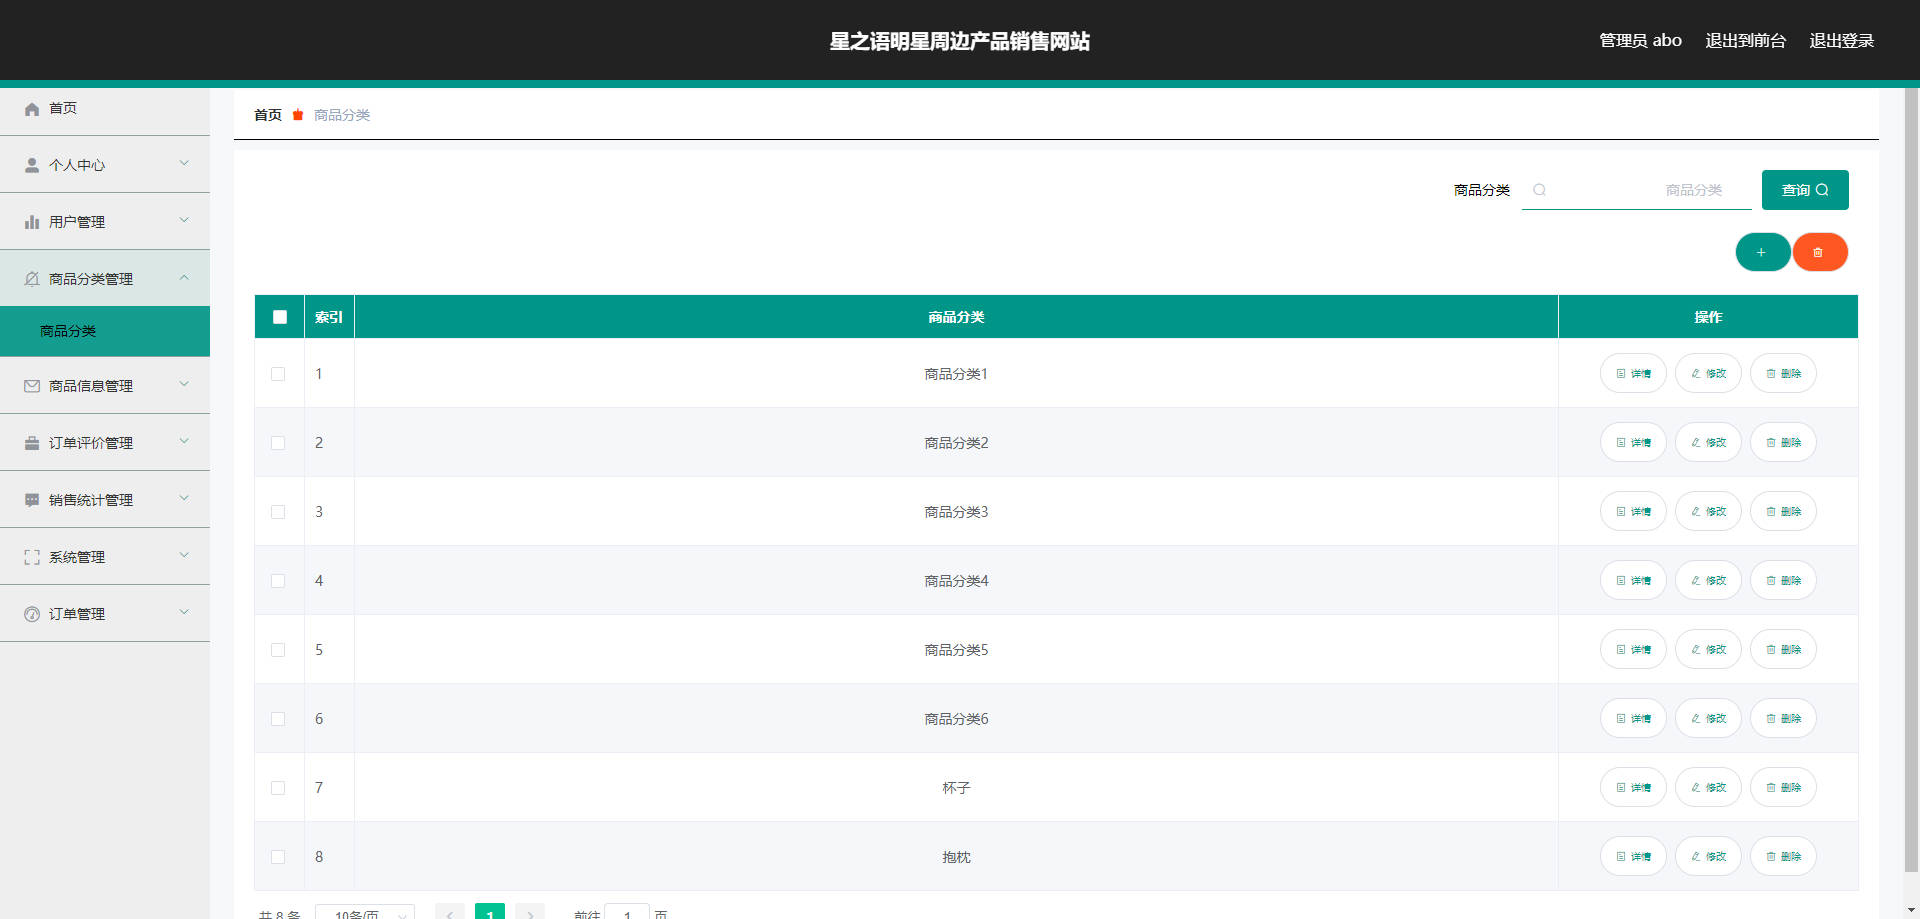 星之语明星周边产品销售网站
管理员 abo 退出到前台 退出登录
首页
个人中心
用户管理
商品分类管理
商品分类
商品信息管理
订单评价管理
销售统计管理
系统管理
订单管理
首页 商品分类
商品分类 商品分类 查询
索引 商品分类 操作
1 商品分类1 详情 修改 删除
2 商品分类2 详情 修改 删除
3 商品分类3 详情 修改 删除
4 商品分类4 详情 修改 删除
5 商品分类5 详情 修改 删除
6 商品分类6 详情 修改 删除
7 杯子 详情 修改 删除
8 抱枕 详情 修改 删除
共 8 条 10条/页 1 前往 1 页